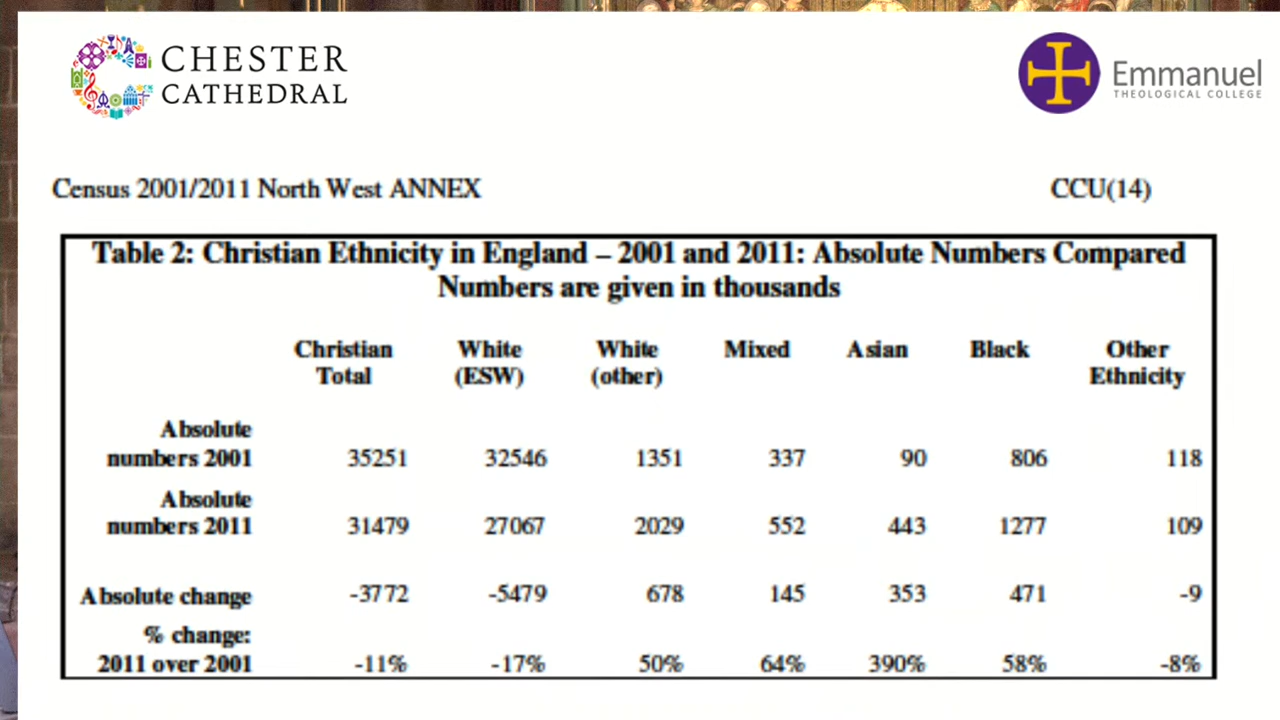 CHESTER
CATHEDRAL
Emmanuel
THEOLOGICAL COLLEGE
Census 2001/2011 North West ANNEX CCU(14)
Table 2: Christian Ethnicity in England – 2001 and 2011: Absolute Numbers Compared
Numbers are given in thousands
Christian White White Mixed Asian Black Other
Total (ESW) (other) Ethnicity
Absolute
numbers 2001 35251 32546 1351 337 90 806 118
Absolute
numbers 2011 31479 27067 2029 552 443 1277 109
Absolute change -3772 -5479 678 145 353 471 -9
% change:
2011 over 2001 -11% -17% 50% 64% 390% 58% -8%